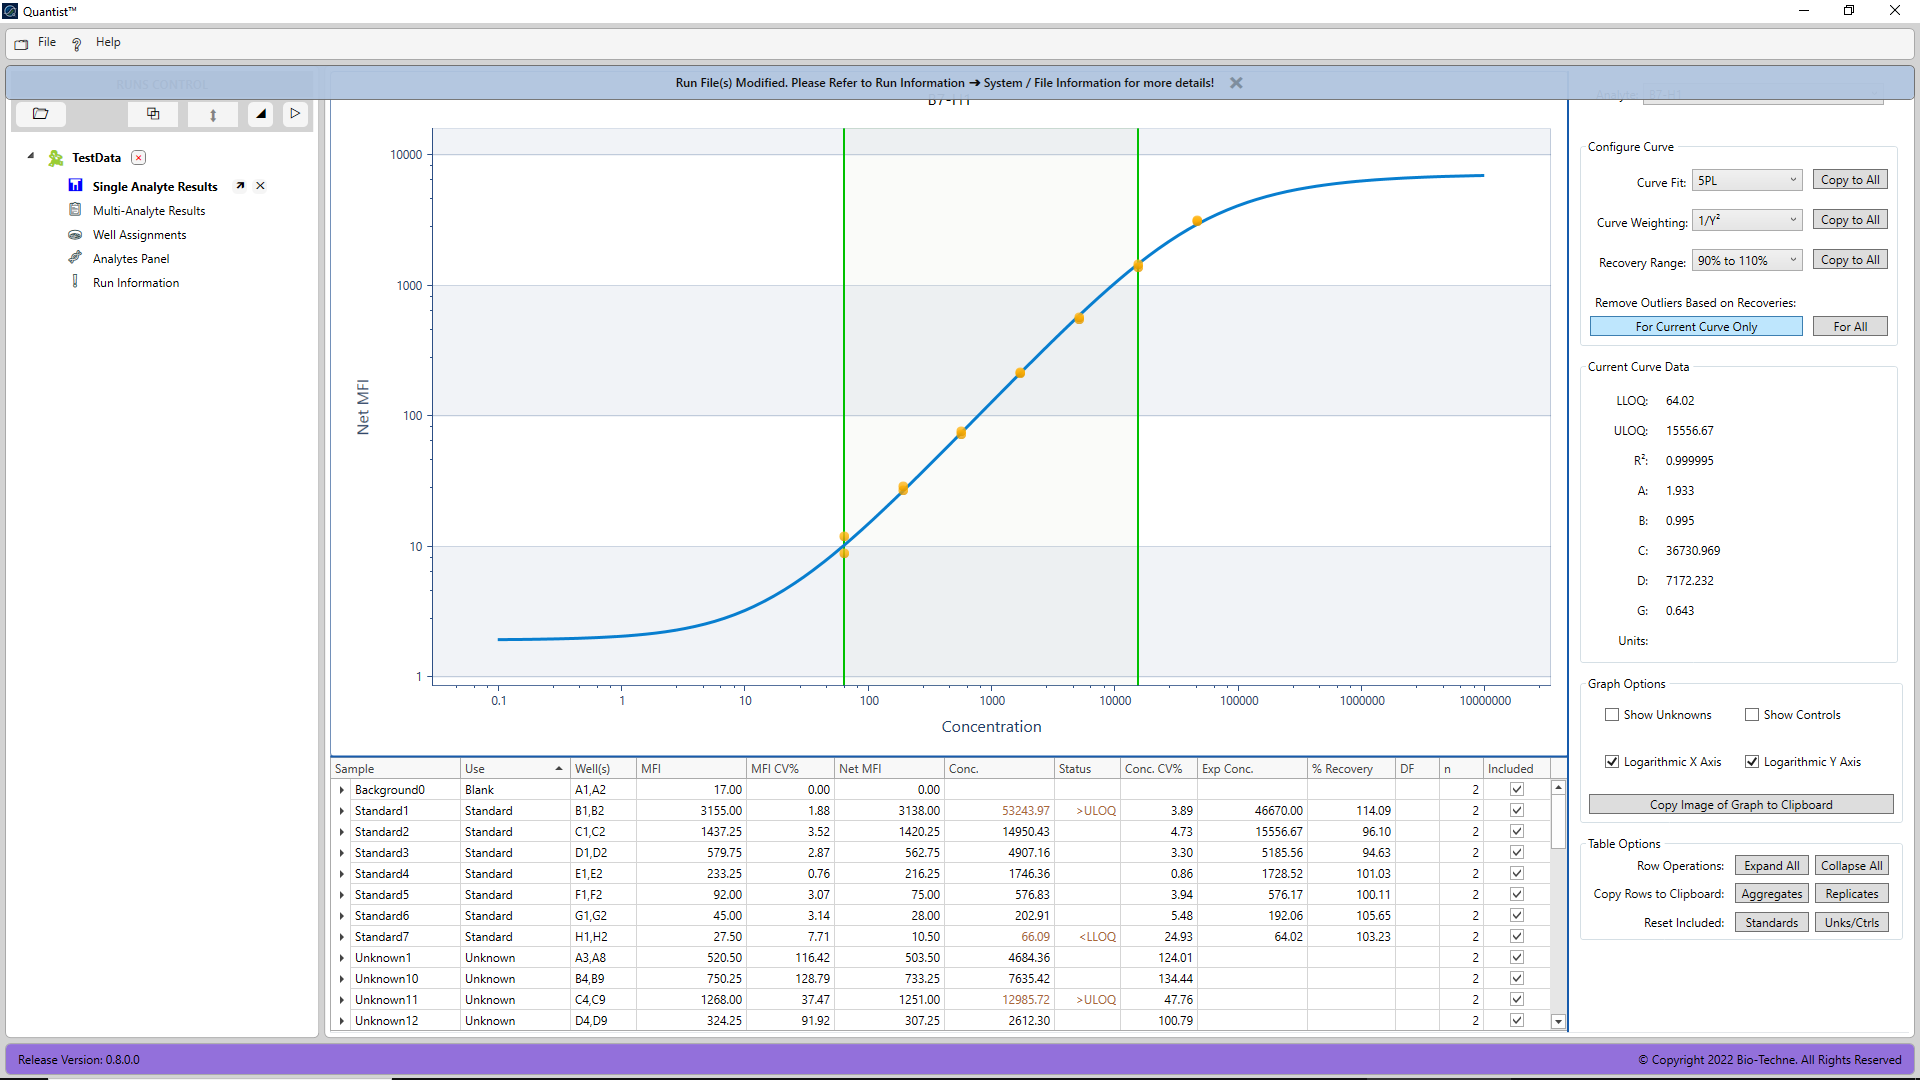 Quantist™
File Help
Run File(s) Modified. Please Refer to Run Information ➔ System / File Information for more details!
RUNS CONTROL
TestData
Single Analyte Results
Multi-Analyte Results
Well Assignments
Analytes Panel
Run Information
B7-H1
Net MFI
10000
1000
100
10
1
0.1 1 10 100 1000 10000 100000 1000000 10000000
Concentration
Analyte: B7-H1
Configure Curve
Curve Fit: 5PL Copy to All
Curve Weighting: 1/Y² Copy to All
Recovery Range: 90% to 110% Copy to All
Remove Outliers Based on Recoveries:
For Current Curve Only For All
Current Curve Data
LLOQ: 64.02
ULOQ: 15556.67
R²: 0.999995
A: 1.933
B: 0.995
C: 36730.969
D: 7172.232
G: 0.643
Units:
Graph Options
Show Unknowns Show Controls
Logarithmic X Axis Logarithmic Y Axis
Copy Image of Graph to Clipboard
Table Options
Row Operations: Expand All Collapse All
Copy Rows to Clipboard: Aggregates Replicates
Reset Included: Standards Unks/Ctrls
Sample Use Well(s) MFI MFI CV% Net MFI Conc. Status Conc. CV% Exp Conc. % Recovery DF n Included
Background0 Blank A1,A2 17.00 0.00 0.00 2
Standard1 Standard B1,B2 3155.00 1.88 3138.00 53243.97 >ULOQ 3.89 46670.00 114.09 2
Standard2 Standard C1,C2 1437.25 3.52 1420.25 14950.43 4.73 15556.67 96.10 2
Standard3 Standard D1,D2 579.75 2.87 562.75 4907.16 3.30 5185.56 94.63 2
Standard4 Standard E1,E2 233.25 0.76 216.25 1746.36 0.86 1728.52 101.03 2
Standard5 Standard F1,F2 92.00 3.07 75.00 576.83 3.94 576.17 100.11 2
Standard6 Standard G1,G2 45.00 3.14 28.00 202.91 5.48 192.06 105.65 2
Standard7 Standard H1,H2 27.50 7.71 10.50 66.09 <LLOQ 24.93 64.02 103.23 2
Unknown1 Unknown A3,A8 520.50 116.42 503.50 4684.36 124.01 2
Unknown10 Unknown B4,B9 750.25 128.79 733.25 7635.42 134.44 2
Unknown11 Unknown C4,C9 1268.00 37.47 1251.00 12985.72 >ULOQ 47.76 2
Unknown12 Unknown D4,D9 324.25 91.92 307.25 2612.30 100.79 2
Release Version: 0.8.0.0
© Copyright 2022 Bio-Techne. All Rights Reserved